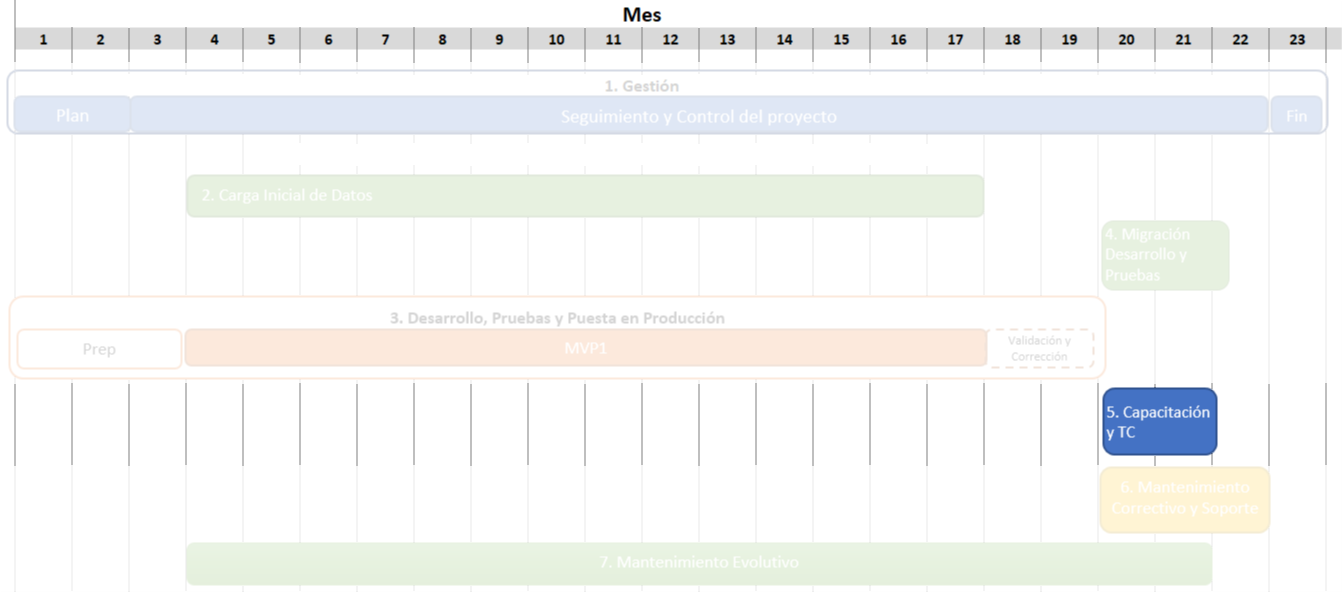 Mes
1 2 3 4 5 6 7 8 9 10 11 12 13 14 15 16 17 18 19 20 21 22 23
1. Gestión
Plan
Seguimiento y Control del proyecto
Fin
2. Carga Inicial de Datos
4. Migración
Desarrollo y
Pruebas
3. Desarrollo, Pruebas y Puesta en Producción
Prep
MVP1
Validación y
Corrección
5. Capacitación
y TC
6. Mantenimiento
Correctivo y Soporte
7. Mantenimiento Evolutivo